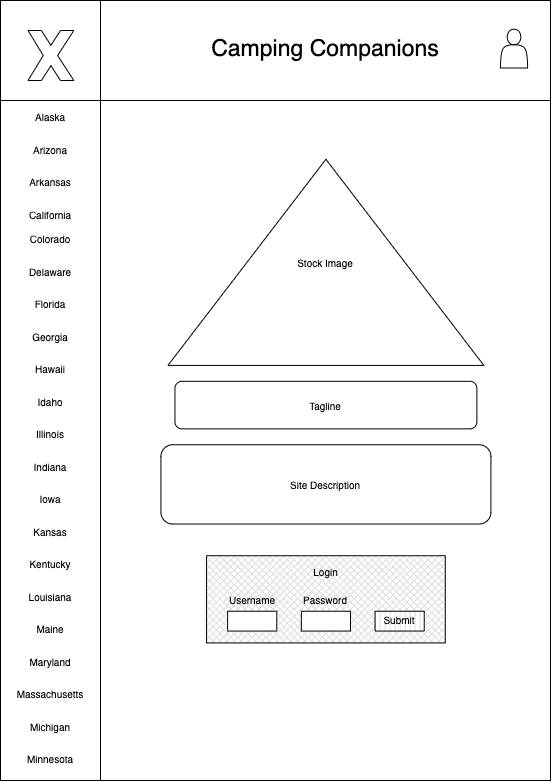 X
Camping Companions
Alaska
Arizona
Arkansas
California
Colorado
Delaware
Florida
Georgia
Hawaii
Idaho
Illinois
Indiana
Iowa
Kansas
Kentucky
Louisiana
Maine
Maryland
Massachusetts
Michigan
Minnesota
Stock Image
Tagline
Site Description
Login
Username Password
Submit